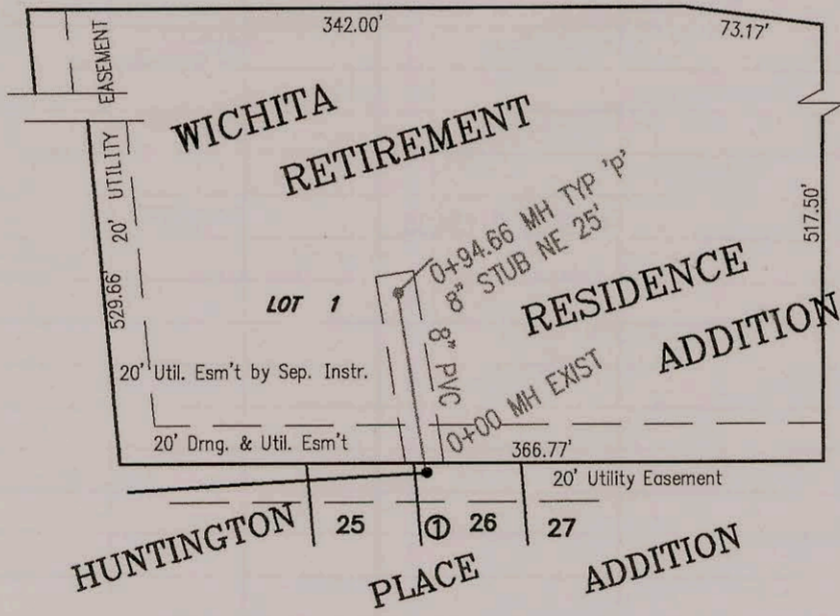 342.00'
73.17'
EASEMENT
20' UTILITY
WICHITA
RETIREMENT
517.50'
529.66'
0+94.66 MH TYP 'P'
8" STUB NE 25'
RESIDENCE
ADDITION
LOT 1
8" PVC
0+00 MH EXIST
20' Util. Esm't by Sep. Instr.
20' Drng. & Util. Esm't
366.77'
20' Utility Easement
HUNTINGTON
25
1
26
27
PLACE
ADDITION